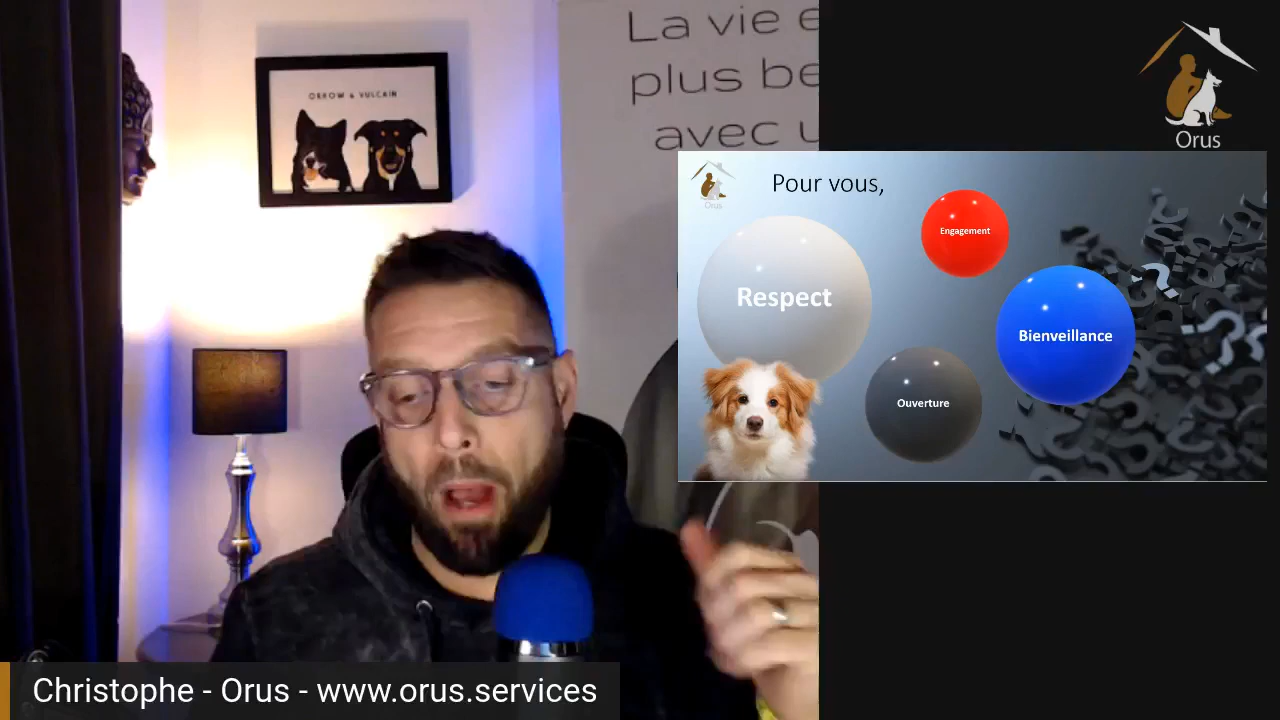 ORROW & VULCAIN
La vie e
plus be
avec u
Orus
Orus
Pour vous,
Engagement
Respect
Bienveillance
Ouverture
Christophe - Orus - www.orus.services